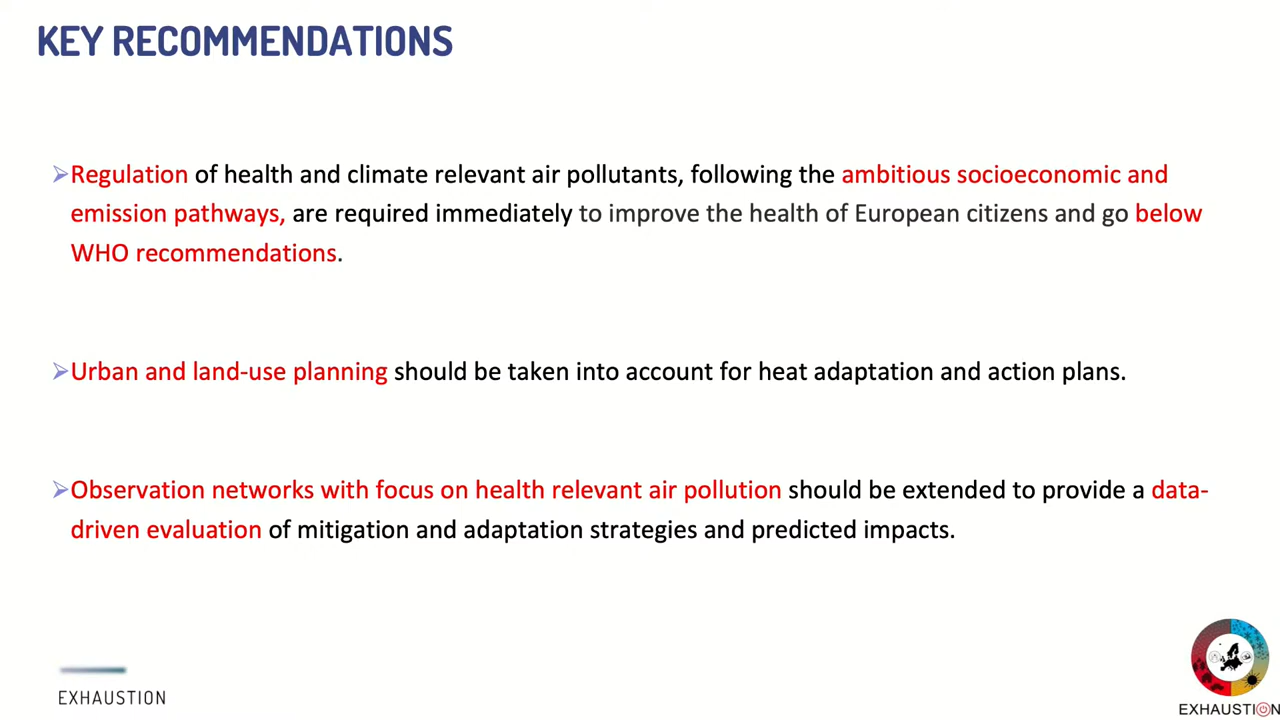 KEY RECOMMENDATIONS
➢Regulation of health and climate relevant air pollutants, following the ambitious socioeconomic and
emission pathways, are required immediately to improve the health of European citizens and go below
WHO recommendations.
➢Urban and land-use planning should be taken into account for heat adaptation and action plans.
➢Observation networks with focus on health relevant air pollution should be extended to provide a data-
driven evaluation of mitigation and adaptation strategies and predicted impacts.
EXHAUSTION
EXHAUSTION